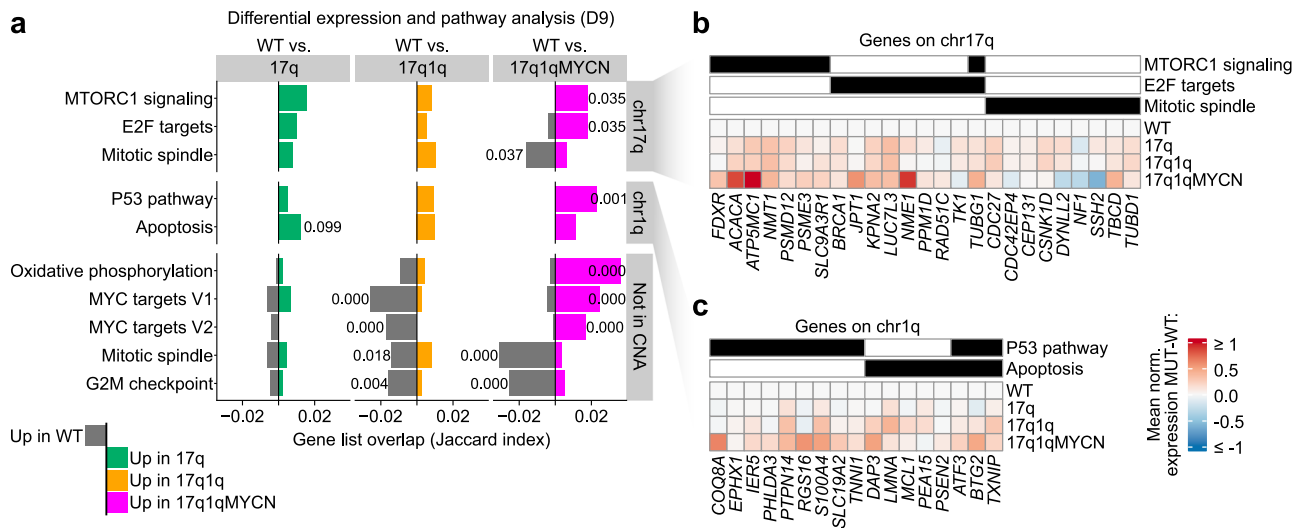 a
Differential expression and pathway analysis (D9)
WT vs. WT vs. WT vs.
17q 17q1q 17q1qMYCN
MTORC1 signaling 0.035
E2F targets 0.035
Mitotic spindle 0.037
chr17q
P53 pathway 0.001
Apoptosis 0.099
chr1q
Oxidative phosphorylation 0.000
MYC targets V1 0.000 0.000
MYC targets V2 0.000 0.000
Mitotic spindle 0.018 0.000
G2M checkpoint 0.004 0.000
Not in CNA
−0.02 0.02 −0.02 0.02 −0.02 0.02
Gene list overlap (Jaccard index)
Up in WT
Up in 17q
Up in 17q1q
Up in 17q1qMYCN
b
Genes on chr17q
MTORC1 signaling
E2F targets
Mitotic spindle
WT
17q
17q1q
17q1qMYCN
FDXR
ACACA
ATP5MC1
NMT1
PSMD12
PSME3
SLC9A3R1
BRCA1
JPT1
KPNA2
LUC7L3
NME1
PPM1D
RAD51C
TK1
TUBG1
CDC27
CDC42EP4
CEP131
CSNK1D
DYNLL2
NF1
SSH2
TBCD
TUBD1
c
Genes on chr1q
P53 pathway
Apoptosis
WT
17q
17q1q
17q1qMYCN
COQ8A
EPHX1
IER5
PHLDA3
PTPN14
RGS16
S100A4
SLC19A2
TNNI1
DAP3
LMNA
MCL1
PEA15
PSEN2
ATF3
BTG2
TXNIP
Mean norm.
expression MUT-WT:
≥ 1
0.5
0.0
−0.5
≤ -1